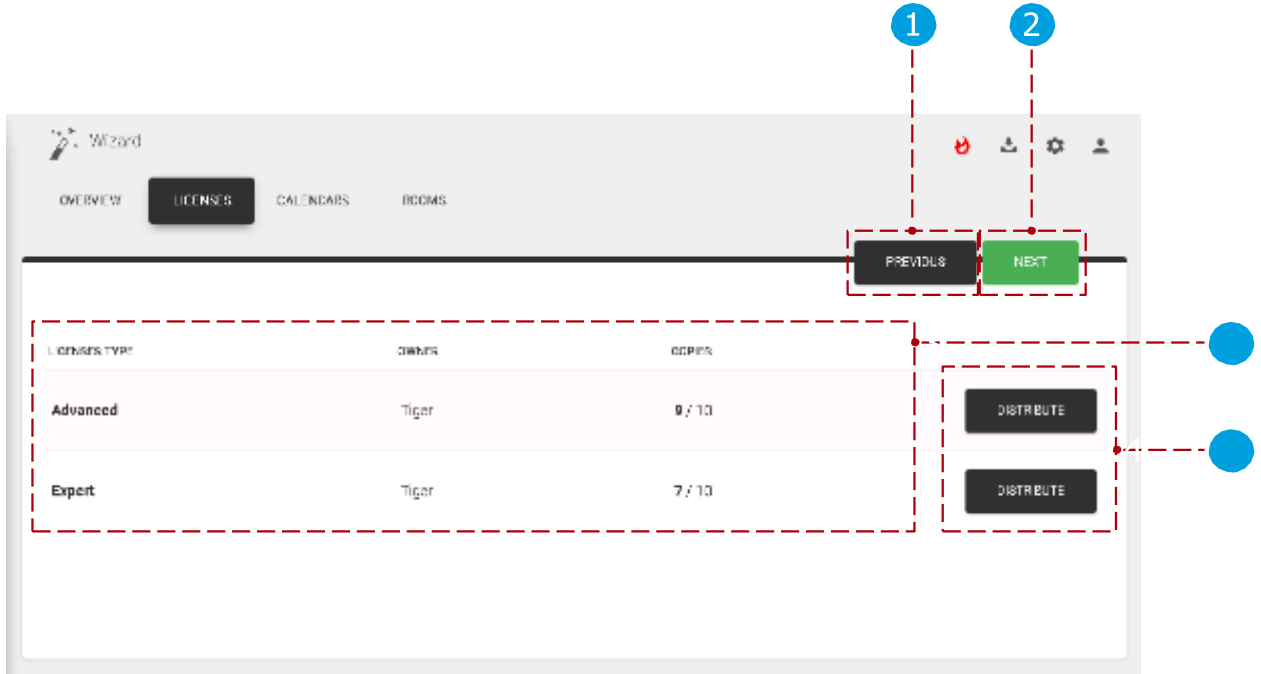 1 2
Wizard
OVERVIEW LICENSES CALENDARS ROOMS
PREVIOUS NEXT
LICENSES TYPE OWNER COPIES
Advanced Tiger 9 / 10 DISTRIBUTE
4
Expert Tiger 7 / 10 DISTRIBUTE